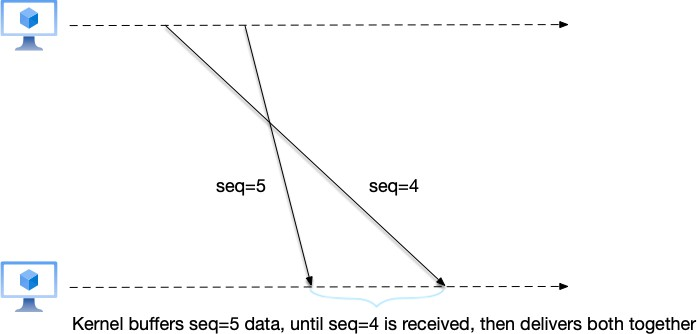 seq=5
seq=4
Kernel buffers seq=5 data, until seq=4 is received, then delivers both together